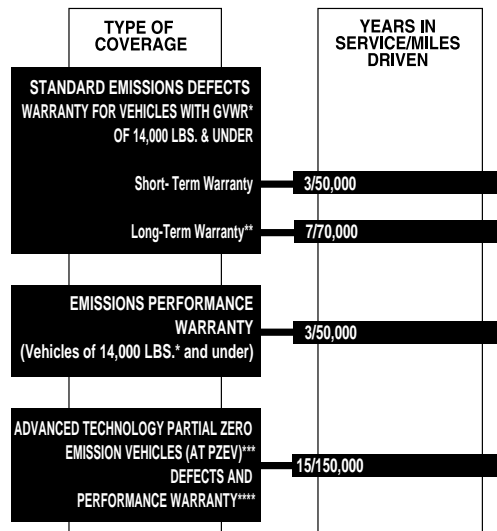 TYPE OF
COVERAGE
YEARS IN
SERVICE/MILES
DRIVEN
STANDARD EMISSIONS DEFECTS
WARRANTY FOR VEHICLES WITH GVWR*
OF 14,000 LBS. & UNDER
Short- Term Warranty
3/50,000
Long-Term Warranty**
7/70,000
EMISSIONS PERFORMANCE
WARRANTY
(Vehicles of 14,000 LBS.* and under)
3/50,000
ADVANCED TECHNOLOGY PARTIAL ZERO
EMISSION VEHICLES (AT PZEV)***
DEFECTS AND
PERFORMANCE WARRANTY****
15/150,000